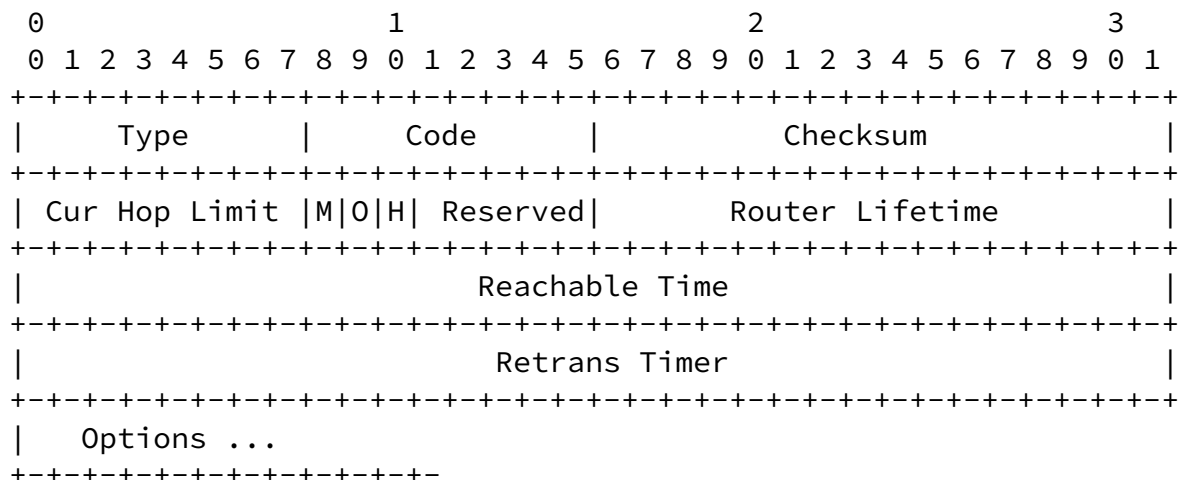 0                   1                   2                   3
 0 1 2 3 4 5 6 7 8 9 0 1 2 3 4 5 6 7 8 9 0 1 2 3 4 5 6 7 8 9 0 1
+-+-+-+-+-+-+-+-+-+-+-+-+-+-+-+-+-+-+-+-+-+-+-+-+-+-+-+-+-+-+-+-+
|     Type      |     Code      |          Checksum             |
+-+-+-+-+-+-+-+-+-+-+-+-+-+-+-+-+-+-+-+-+-+-+-+-+-+-+-+-+-+-+-+-+
| Cur Hop Limit |M|O|H| Reserved|       Router Lifetime         |
+-+-+-+-+-+-+-+-+-+-+-+-+-+-+-+-+-+-+-+-+-+-+-+-+-+-+-+-+-+-+-+-+
|                         Reachable Time                        |
+-+-+-+-+-+-+-+-+-+-+-+-+-+-+-+-+-+-+-+-+-+-+-+-+-+-+-+-+-+-+-+-+
|                          Retrans Timer                        |
+-+-+-+-+-+-+-+-+-+-+-+-+-+-+-+-+-+-+-+-+-+-+-+-+-+-+-+-+-+-+-+-+
|   Options ...
+-+-+-+-+-+-+-+-+-+-+-+-